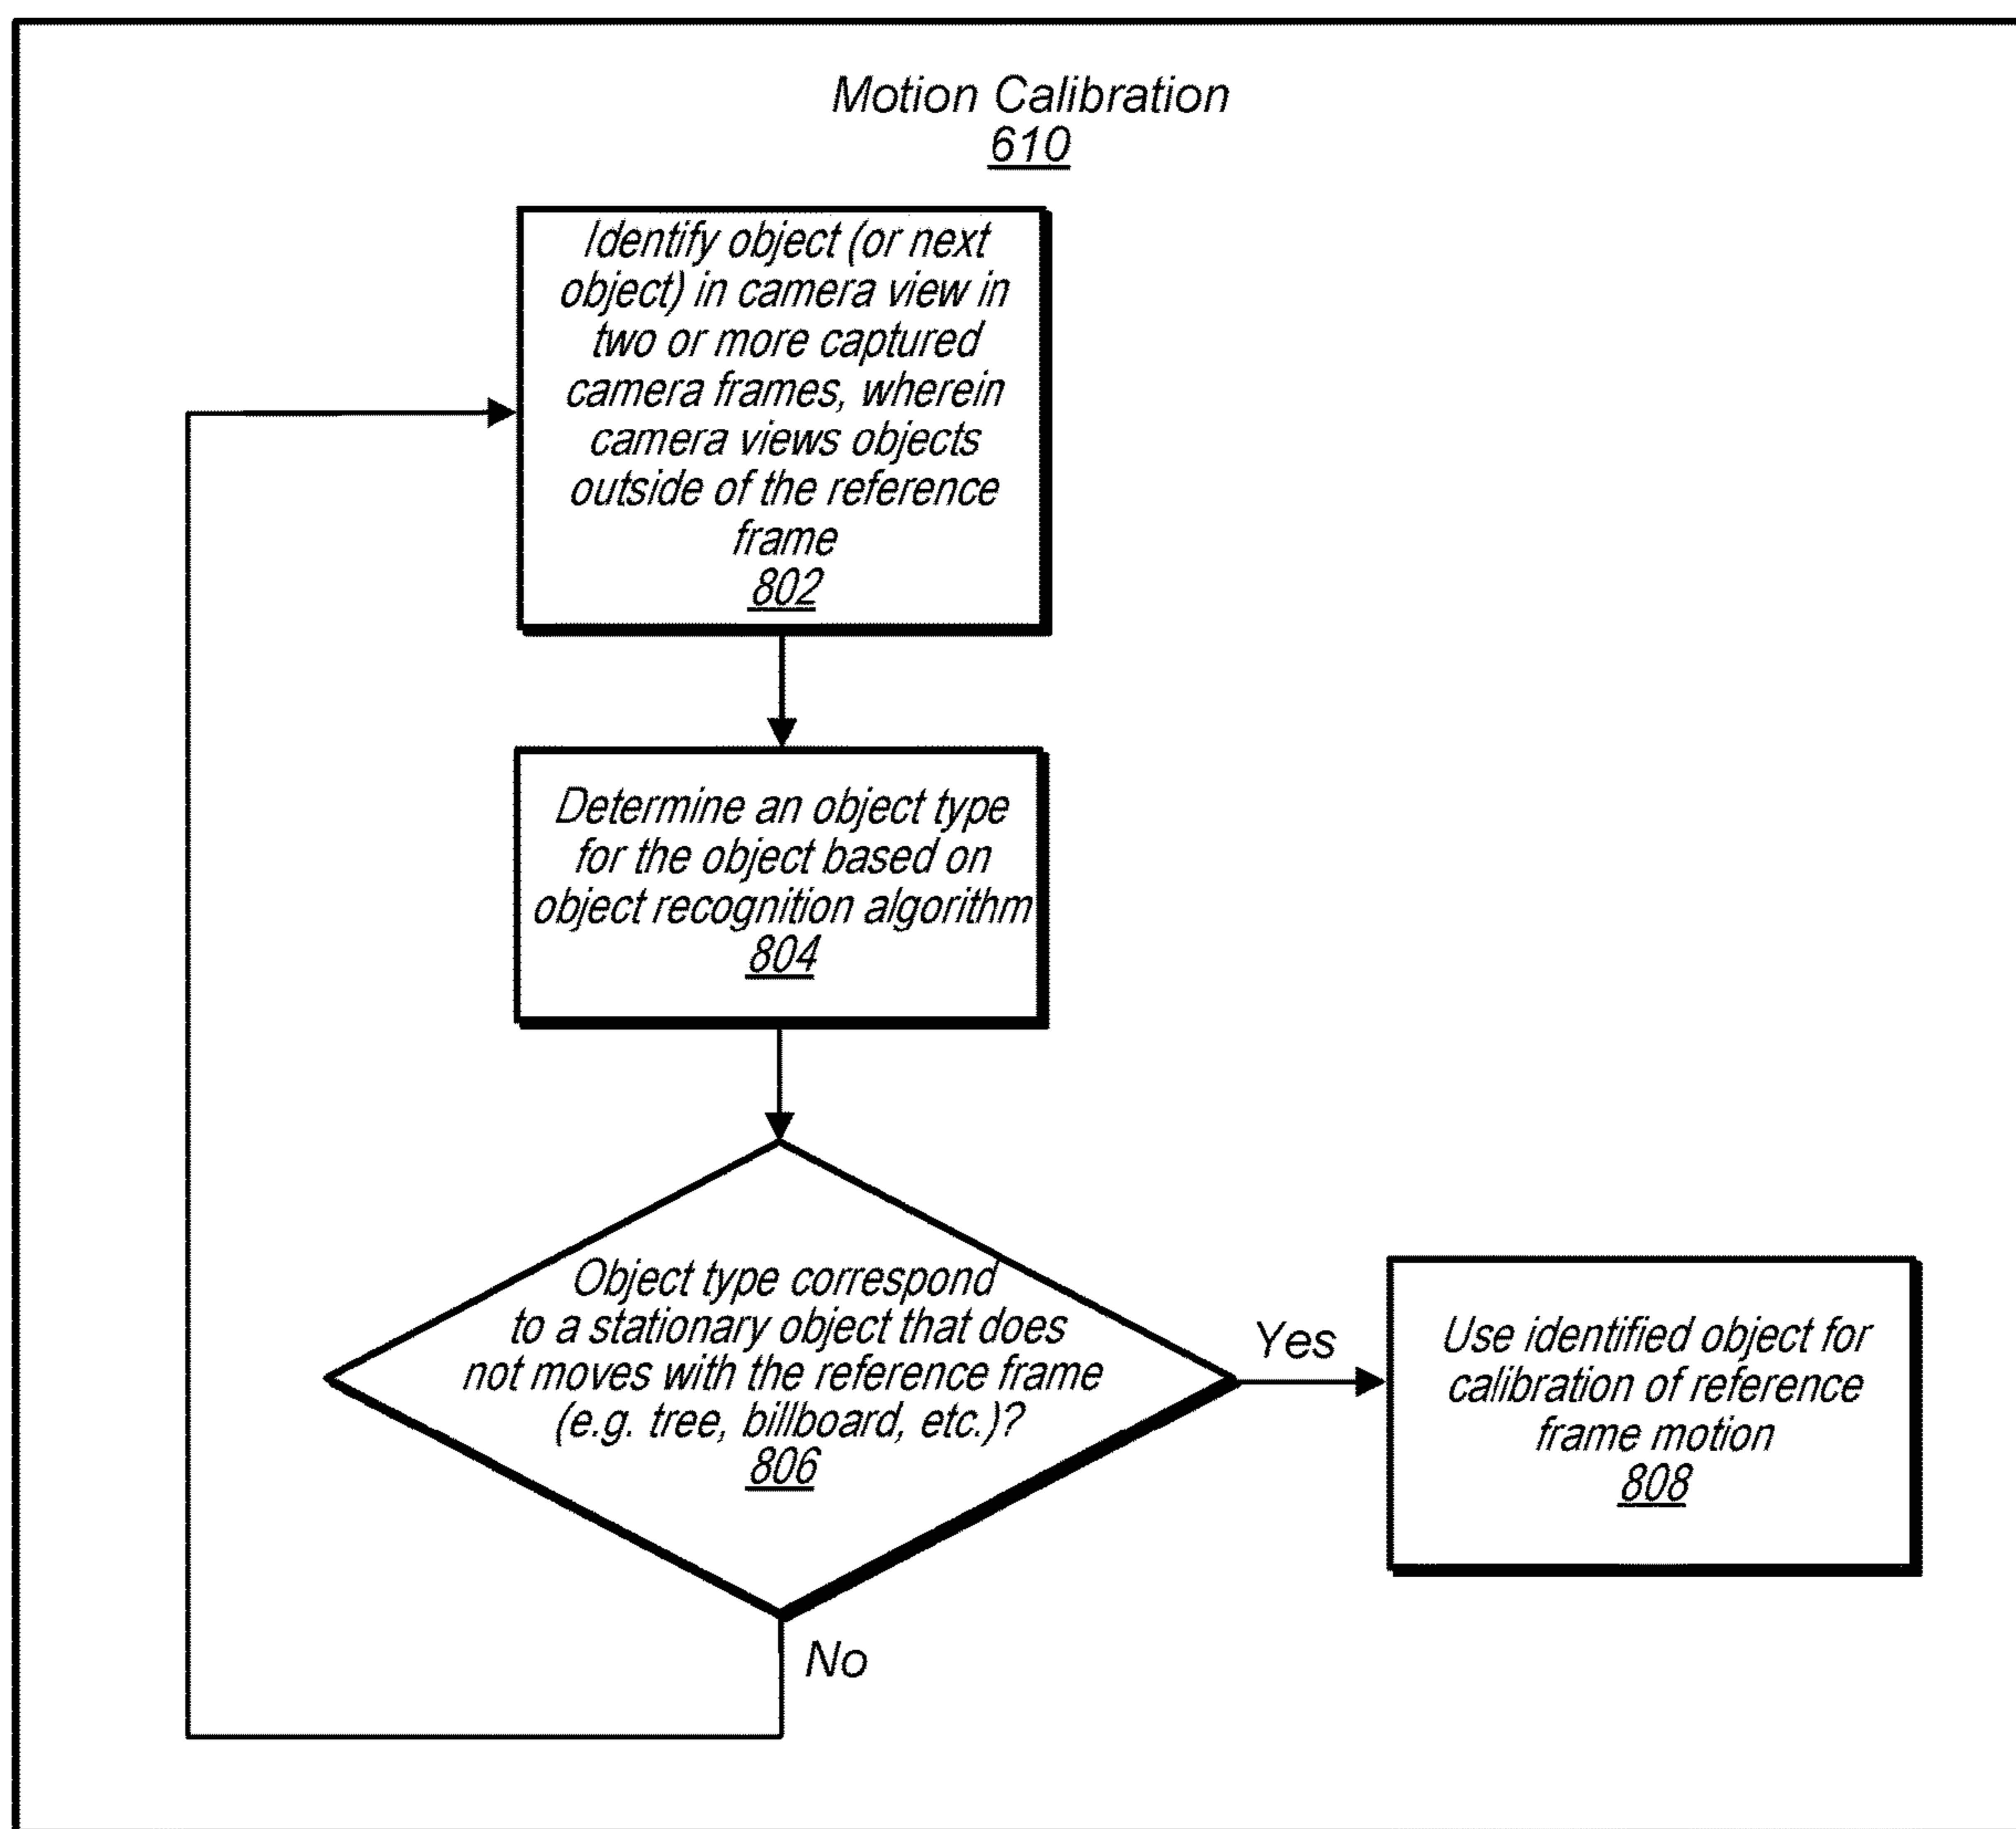 Motion Calibration
610
Identify object (or next
object) in camera view in
two or more captured
camera frames, wherein
camera views objects
outside of the reference
frame
802
Determine an object type
for the object based on
object recognition algorithm
804
Object type correspond
to a stationary object that does
not moves with the reference frame
(e.g. tree, billboard, etc.)?
806
Yes
Use identified object for
calibration of reference
frame motion
808
No